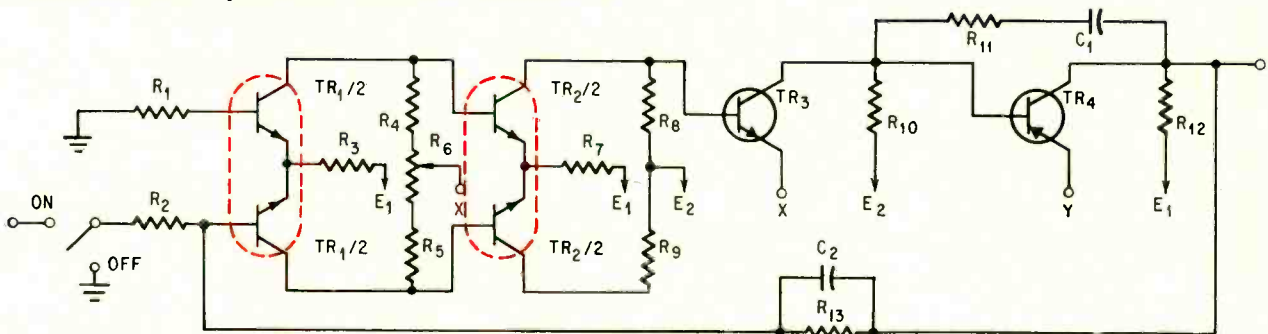 R11
C1
R1
TR1/2
TR2/2
TR3
TR4
R4
R8
R3
R6
R7
R10
R12
E1
X
E1
E2
ON
R2
X
E2
Y
E1
OFF
TR1/2
R5
TR2/2
R9
C2
R13